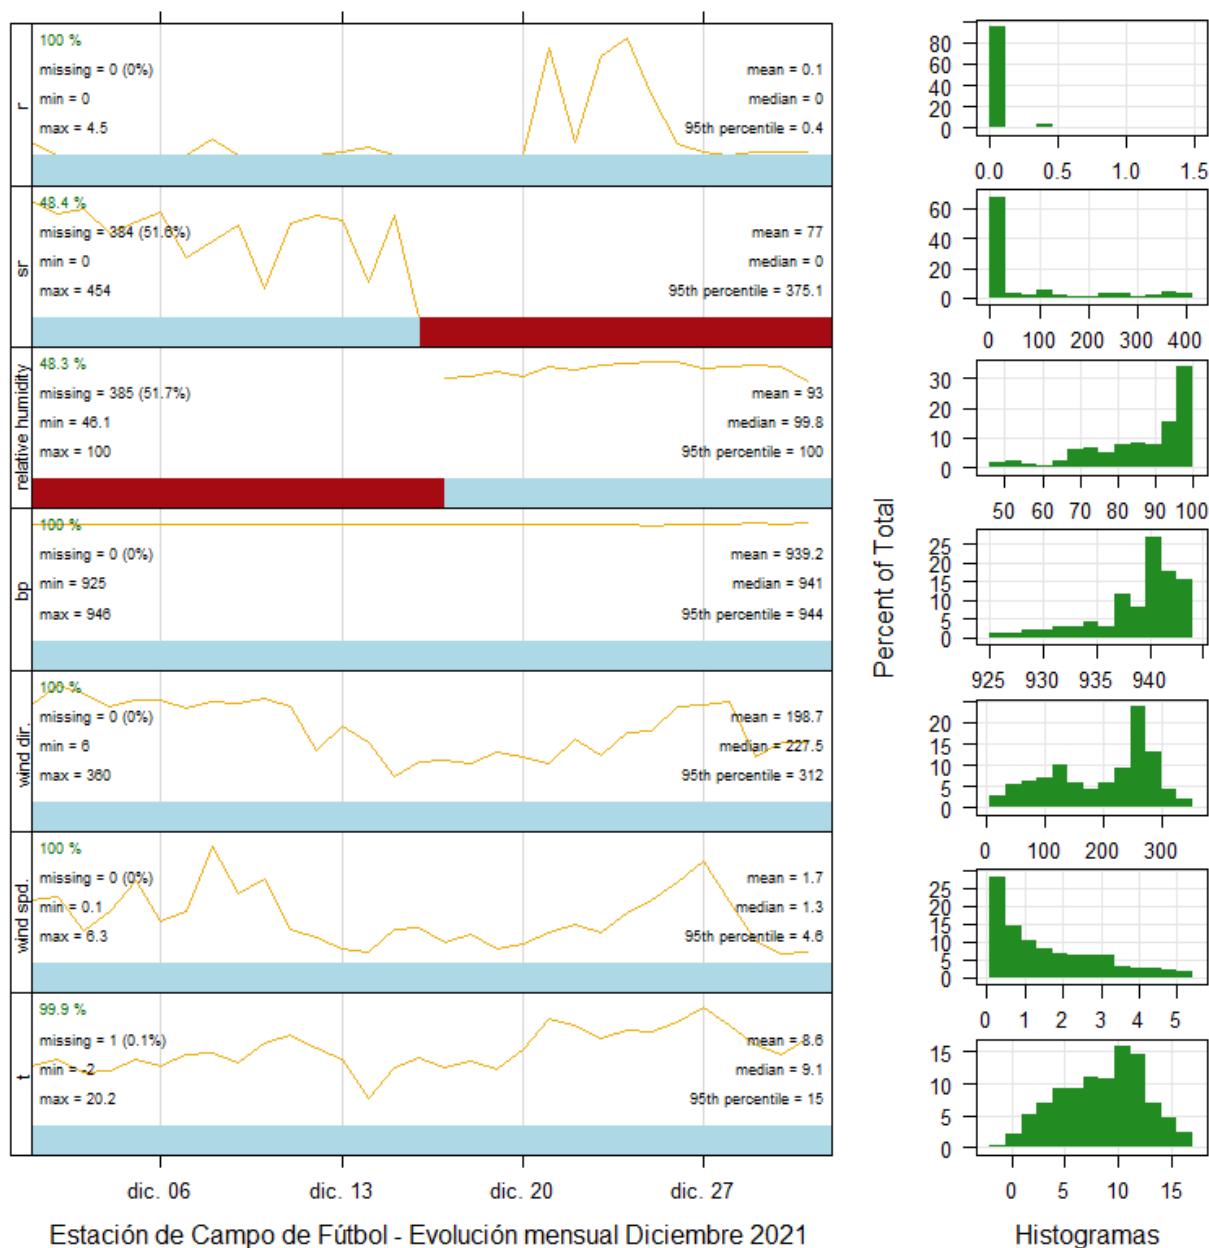 r
100 %
missing = 0 (0%)
min = 0
max = 4.5
mean = 0.1
median = 0
95th percentile = 0.4
sr
48.4 %
missing = 384 (51.6%)
min = 0
max = 454
mean = 77
median = 0
95th percentile = 375.1
relative humidity
48.3 %
missing = 385 (51.7%)
min = 46.1
max = 100
mean = 93
median = 99.8
95th percentile = 100
bp
100 %
missing = 0 (0%)
min = 925
max = 946
mean = 939.2
median = 941
95th percentile = 944
wind dir.
100 %
missing = 0 (0%)
min = 6
max = 360
mean = 198.7
median = 227.5
95th percentile = 312
wind spd.
100 %
missing = 0 (0%)
min = 0.1
max = 6.3
mean = 1.7
median = 1.3
95th percentile = 4.6
t
99.9 %
missing = 1 (0.1%)
min = -2
max = 20.2
mean = 8.6
median = 9.1
95th percentile = 15
dic. 06 dic. 13 dic. 20 dic. 27
Estación de Campo de Fútbol - Evolución mensual Diciembre 2021
Percent of Total
80
60
40
20
0
0.0 0.5 1.0 1.5
60
40
20
0
0 100 200 300 400
30
20
10
0
50 60 70 80 90 100
25
20
15
10
5
0
925 930 935 940
20
15
10
5
0
0 100 200 300
25
20
15
10
5
0
0 1 2 3 4 5
15
10
5
0
0 5 10 15
Histogramas